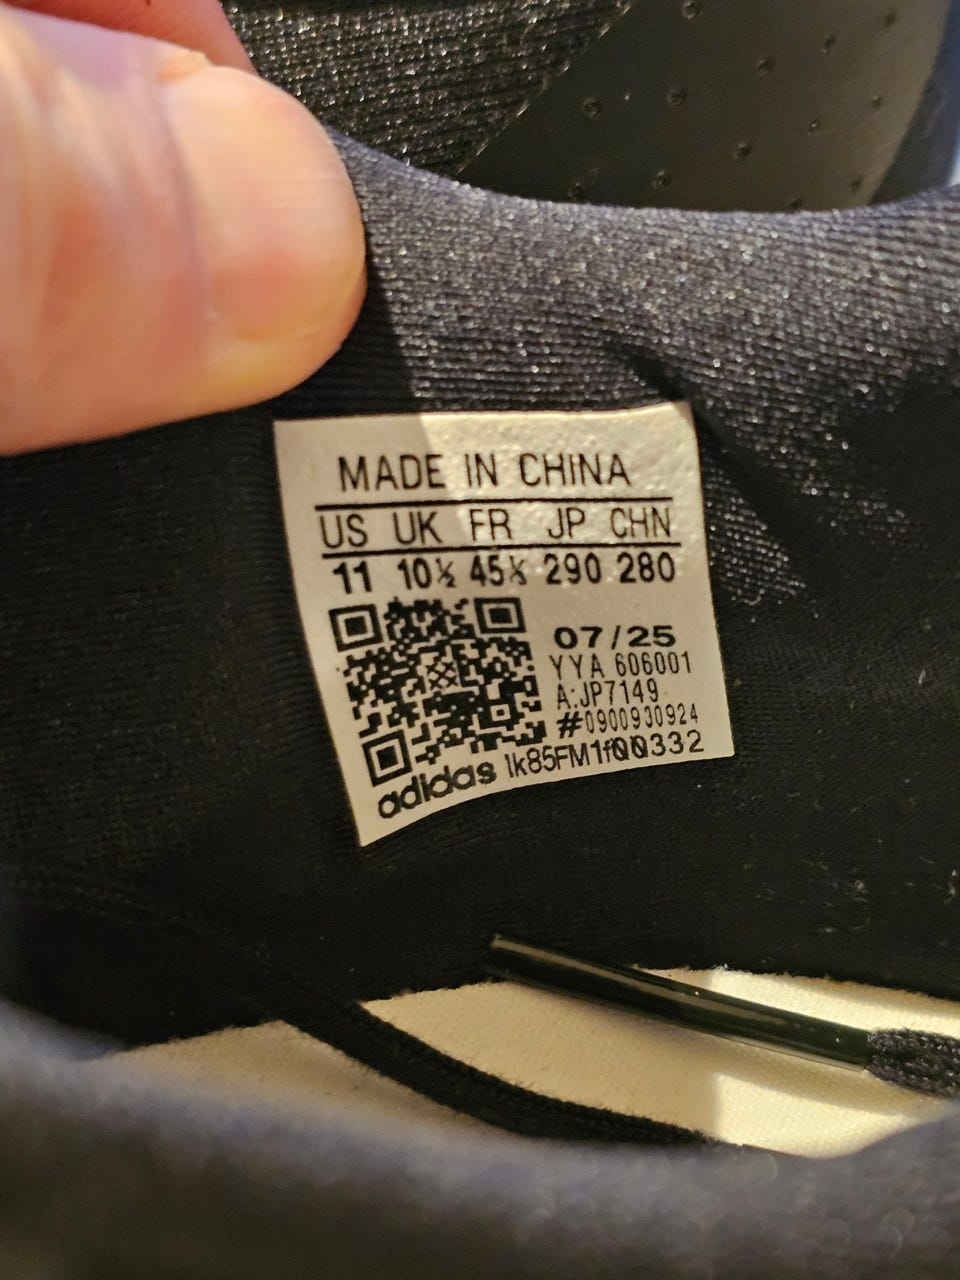 MADE IN CHINA
US UK FR JP CHN
11 10½ 45⅓ 290 280
07/25
YYA 606001
A:JP7149
#0900930924
adidas lk85FM1f00332